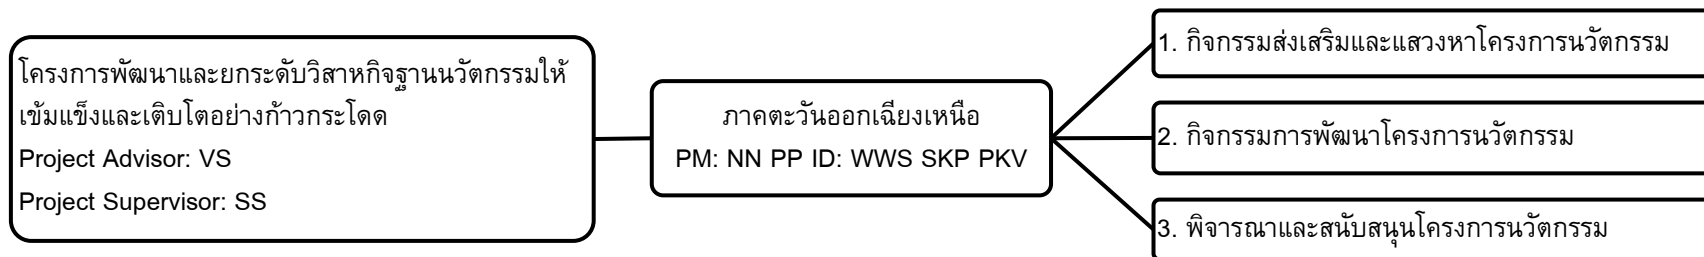 โครงการพัฒนาและยกระดับวิสาหกิจฐานนวัตกรรมให้
เข้มแข็งและเติบโตอย่างก้าวกระโดด
Project Advisor: VS
Project Supervisor: SS
ภาคตะวันออกเฉียงเหนือ
PM: NN PP ID: WWS SKP PKV
1. กิจกรรมส่งเสริมและแสวงหาโครงการนวัตกรรม
2. กิจกรรมการพัฒนาโครงการนวัตกรรม
3. พิจารณาและสนับสนุนโครงการนวัตกรรม